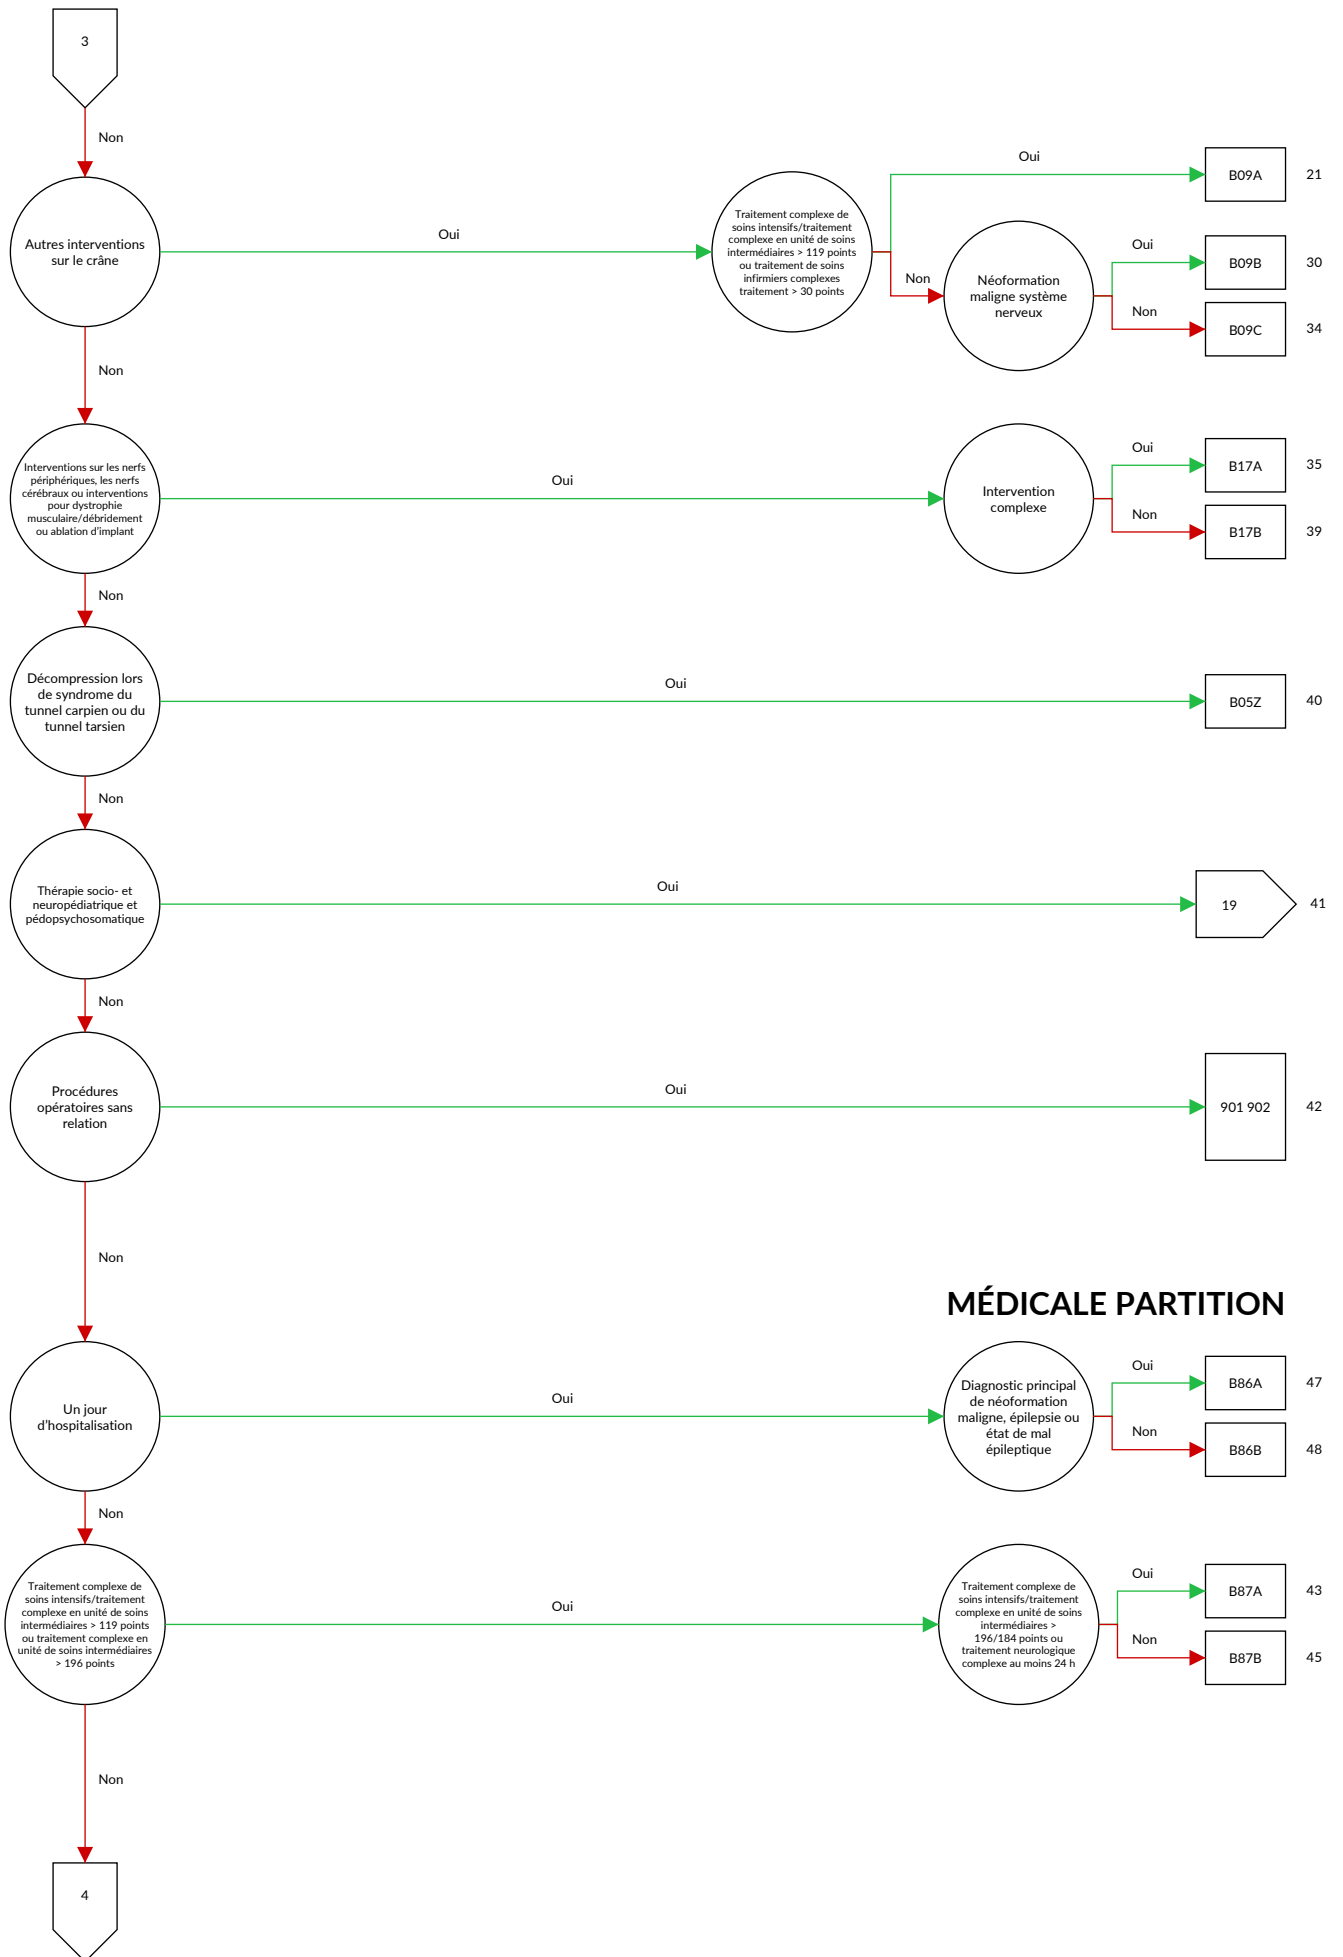 3
Non
Autres interventions
sur le crâne
Oui
Traitement complexe de
soins intensifs/traitement
complexe en unité de soins
intermédiaires > 119 points
ou traitement de soins
infirmiers complexes
traitement > 30 points
Oui
B09A
21
Non
Néoformation
maligne système
nerveux
Oui
B09B
30
Non
B09C
34
Non
Interventions sur les nerfs
périphériques, les nerfs
cérébraux ou interventions
pour dystrophie
musculaire/débridement
ou ablation d'implant
Oui
Intervention
complexe
Oui
B17A
35
Non
B17B
39
Non
Décompression lors
de syndrome du
tunnel carpien ou du
tunnel tarsien
Oui
B05Z
40
Non
Thérapie socio- et
neuropédiatrique et
pédopsychosomatique
Oui
19
41
Non
Procédures
opératoires sans
relation
Oui
901 902
42
Non
MÉDICALE PARTITION
Un jour
d'hospitalisation
Oui
Diagnostic principal
de néoformation
maligne, épilepsie ou
état de mal
épileptique
Oui
B86A
47
Non
B86B
48
Non
Traitement complexe de
soins intensifs/traitement
complexe en unité de soins
intermédiaires > 119 points
ou traitement complexe en
unité de soins intermédiaires
> 196 points
Oui
Traitement complexe de
soins intensifs/traitement
complexe en unité de soins
intermédiaires >
196/184 points ou
traitement neurologique
complexe au moins 24 h
Oui
B87A
43
Non
B87B
45
Non
4